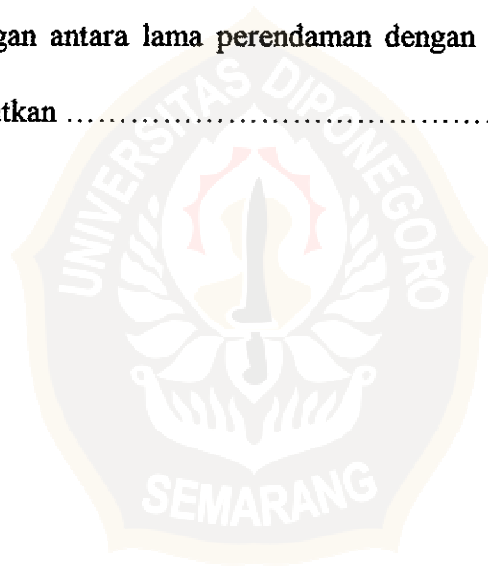 gan antara lama perendaman dengan
tkan ........................................
UNIVERSITAS DIPONEGORO
SEMARANG